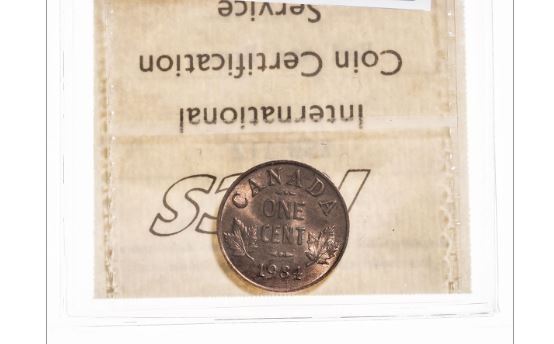 ICCS
International
Coin Certification
Service
CANADA
ONE
CENT
1934